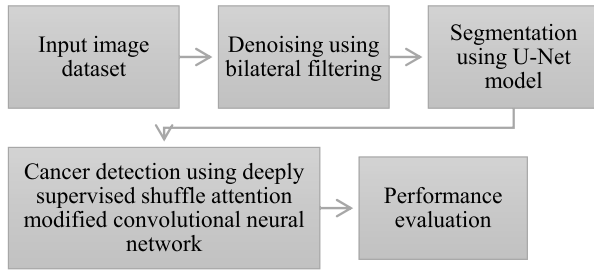 Input image
dataset
Denoising using
bilateral filtering
Segmentation
using U-Net
model
Cancer detection using deeply
supervised shuffle attention
modified convolutional neural
network
Performance
evaluation